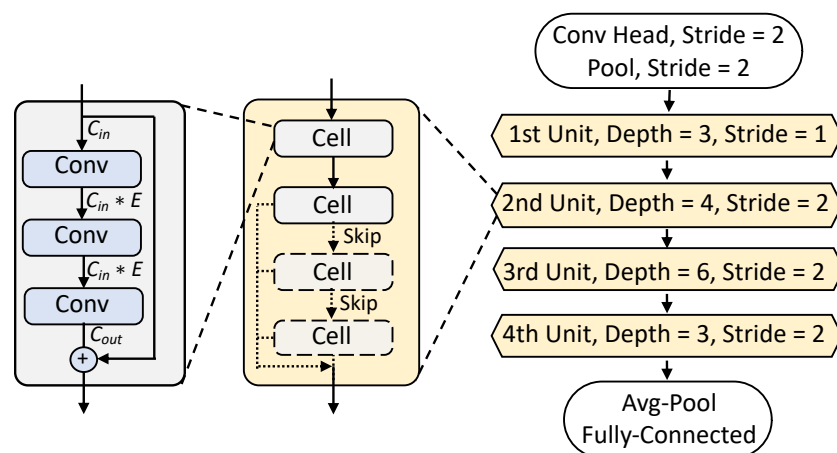 C_in
Conv
C_in * E
Conv
C_in * E
Conv
C_out
+
Cell
Cell
Skip
Cell
Skip
Cell
Conv Head, Stride = 2
Pool, Stride = 2
1st Unit, Depth = 3, Stride = 1
2nd Unit, Depth = 4, Stride = 2
3rd Unit, Depth = 6, Stride = 2
4th Unit, Depth = 3, Stride = 2
Avg-Pool
Fully-Connected